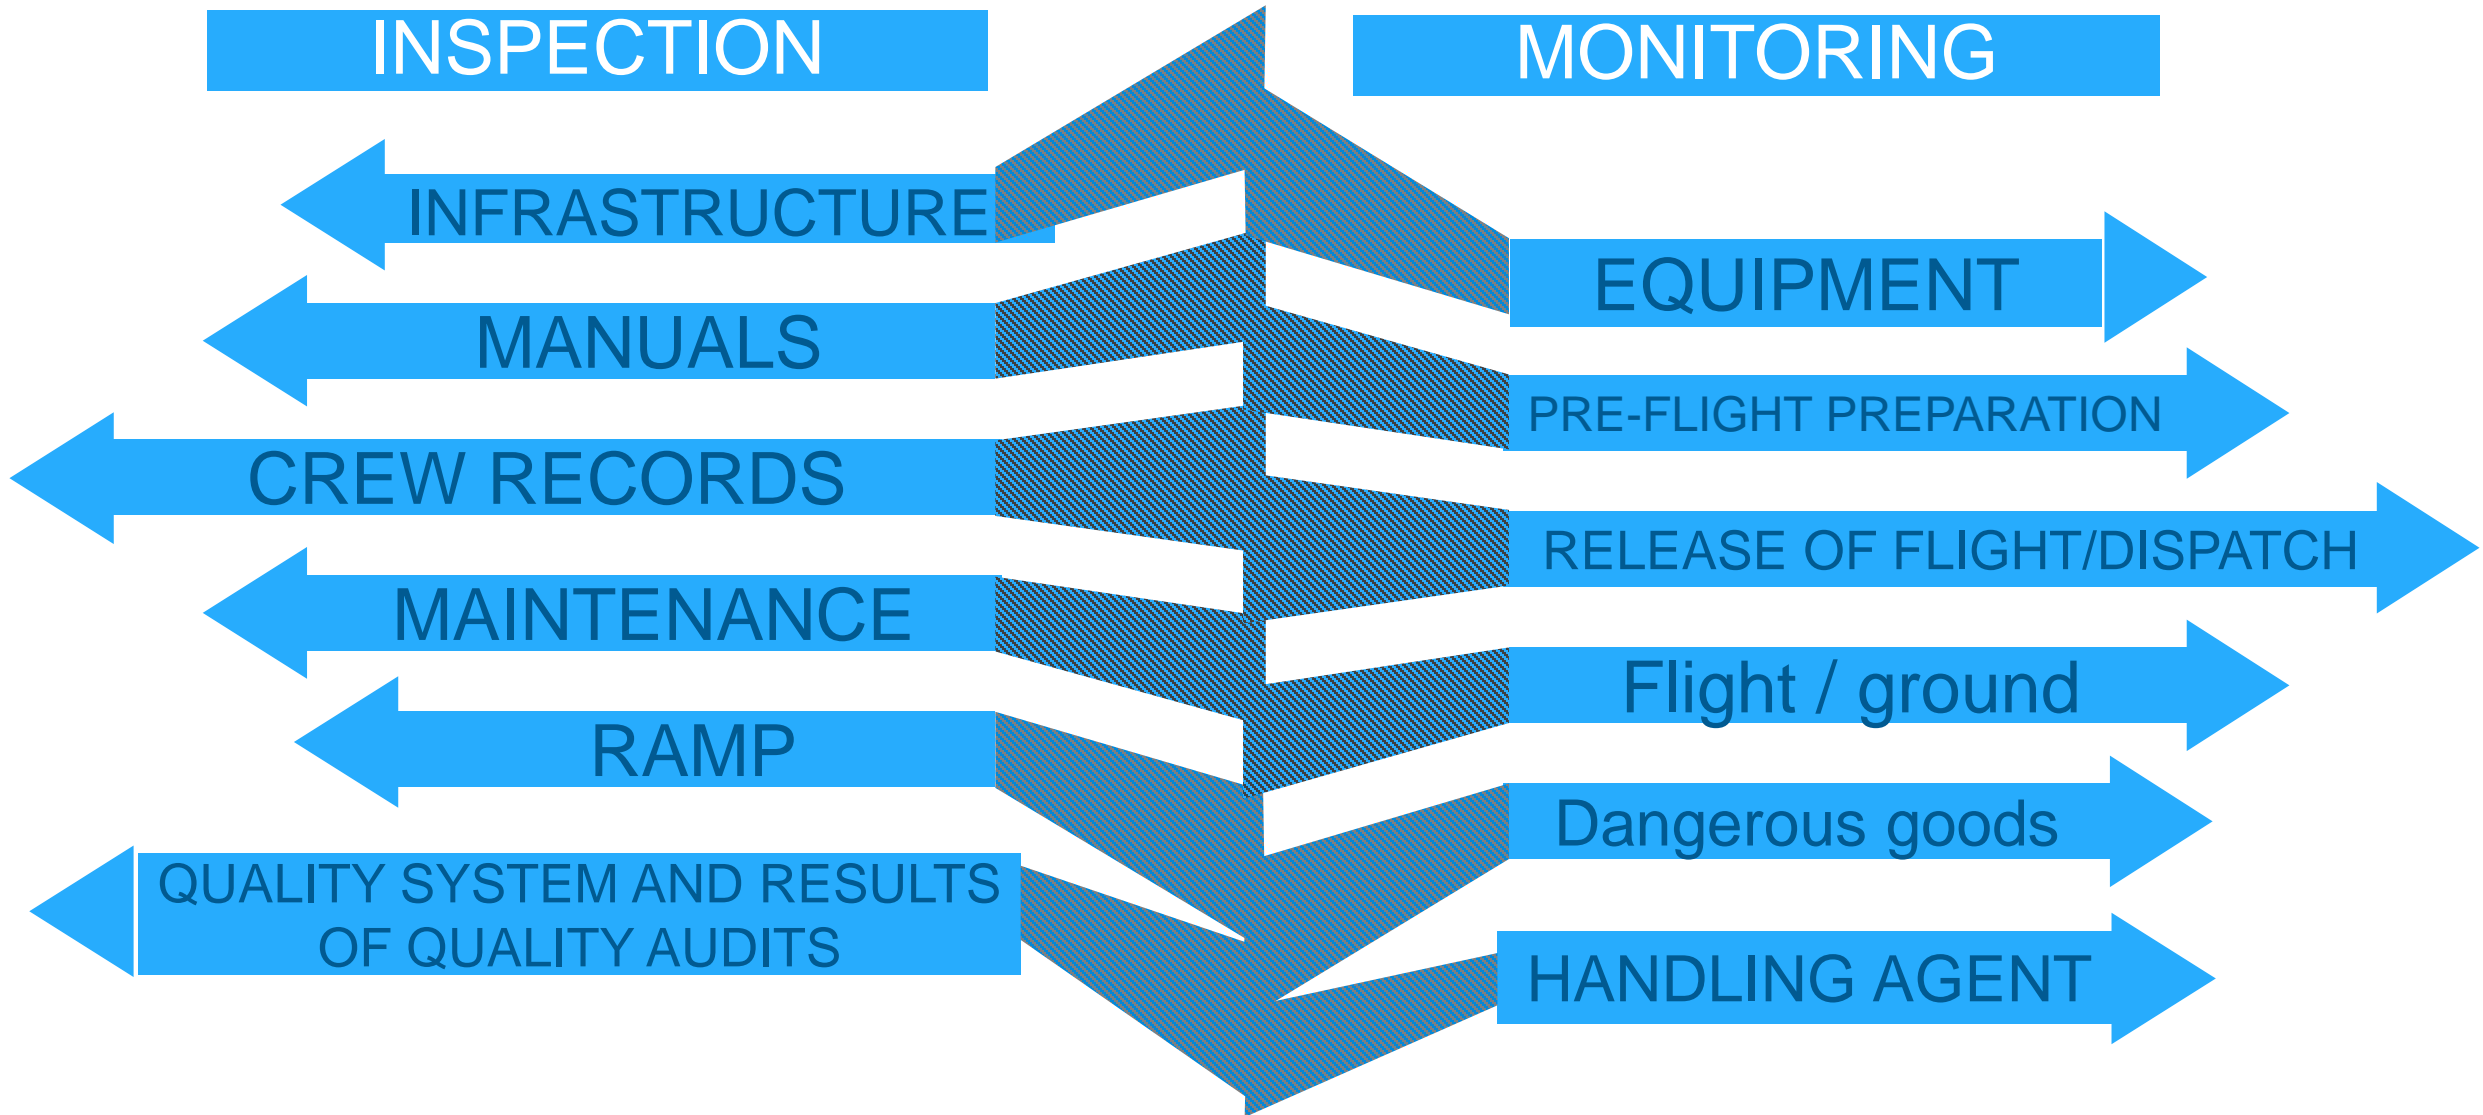 INSPECTION
INFRASTRUCTURE
MANUALS
CREW RECORDS
MAINTENANCE
RAMP
QUALITY SYSTEM AND RESULTS
OF QUALITY AUDITS
MONITORING
EQUIPMENT
PRE-FLIGHT PREPARATION
RELEASE OF FLIGHT/DISPATCH
Flight / ground
Dangerous goods
HANDLING AGENT